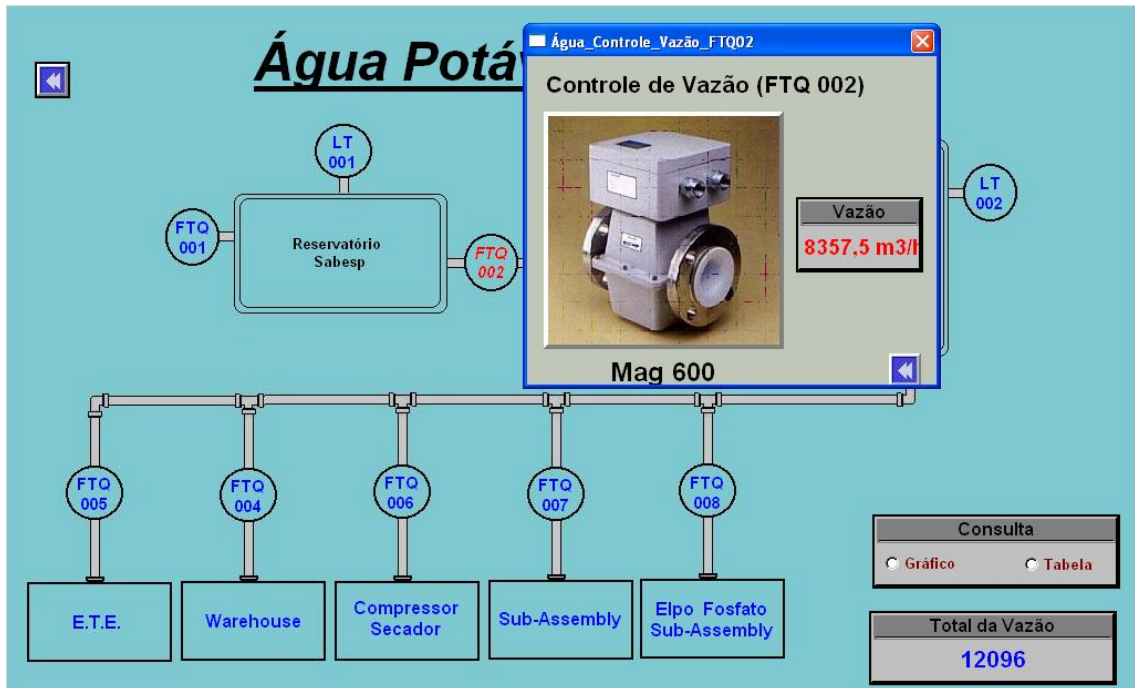 Água Potáv
Água_Controle_Vazão_FTQ02
Controle de Vazão (FTQ 002)
LT
001
LT
002
FTQ
001
Reservatório
Sabesp
FTQ
002
Vazão
8357,5 m3/h
Mag 600
FTQ
005
FTQ
004
FTQ
006
FTQ
007
FTQ
008
E.T.E.
Warehouse
Compressor
Secador
Sub-Assembly
Elpo Fosfato
Sub-Assembly
Consulta
Gráfico
Tabela
Total da Vazão
12096